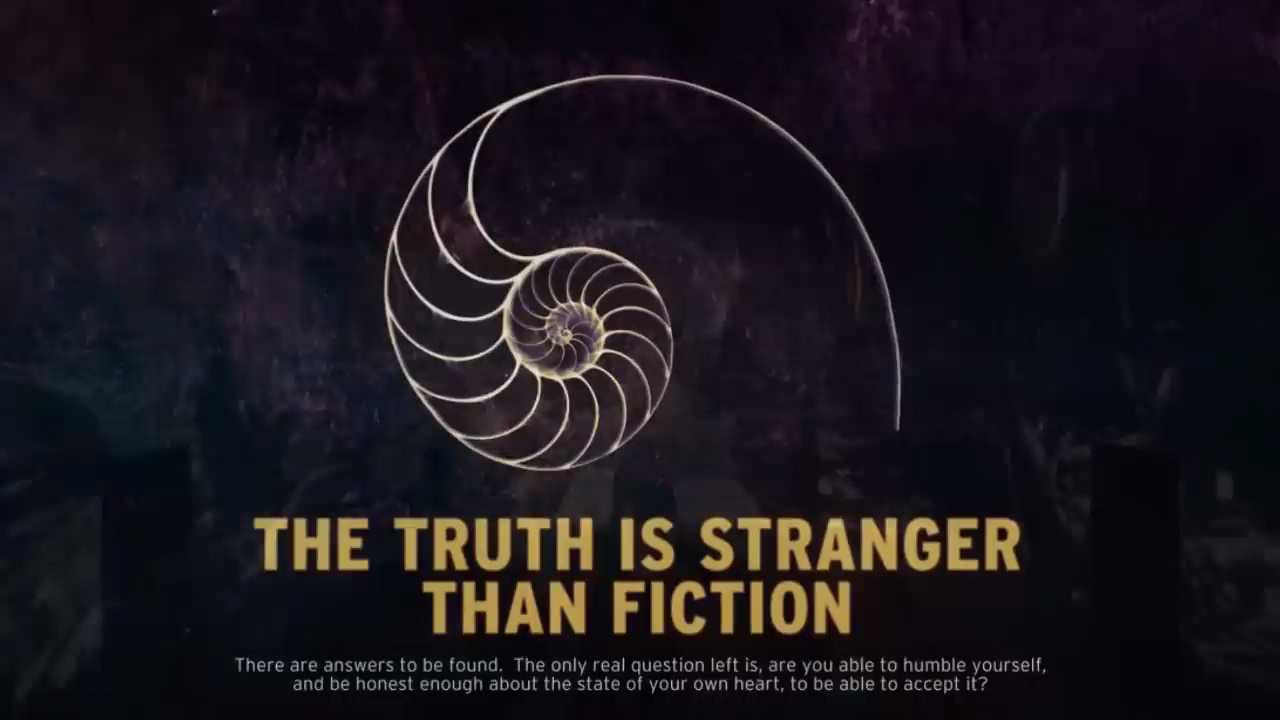 THE TRUTH IS STRANGER
THAN FICTION
There are answers to be found.  The only real question left is, are you able to humble yourself,
and be honest enough about the state of your own heart, to be able to accept it?